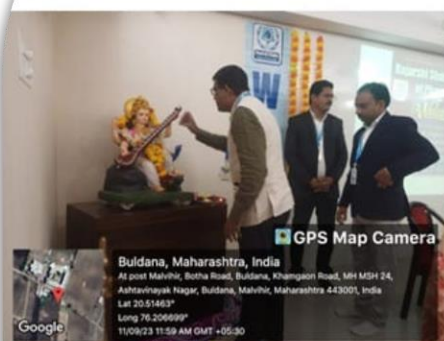 W
GPS Map Camera
Buldana, Maharashtra, India
At post Malvihir, Botha Road, Buldana, Khamgaon Road, MH MSH 24,
Ashtavinayak Nagar, Buldana, Malvihir, Maharashtra 443001, India
Lat 20.51463°
Long 76.206699°
11/09/23 11:59 AM GMT +05:30
Google